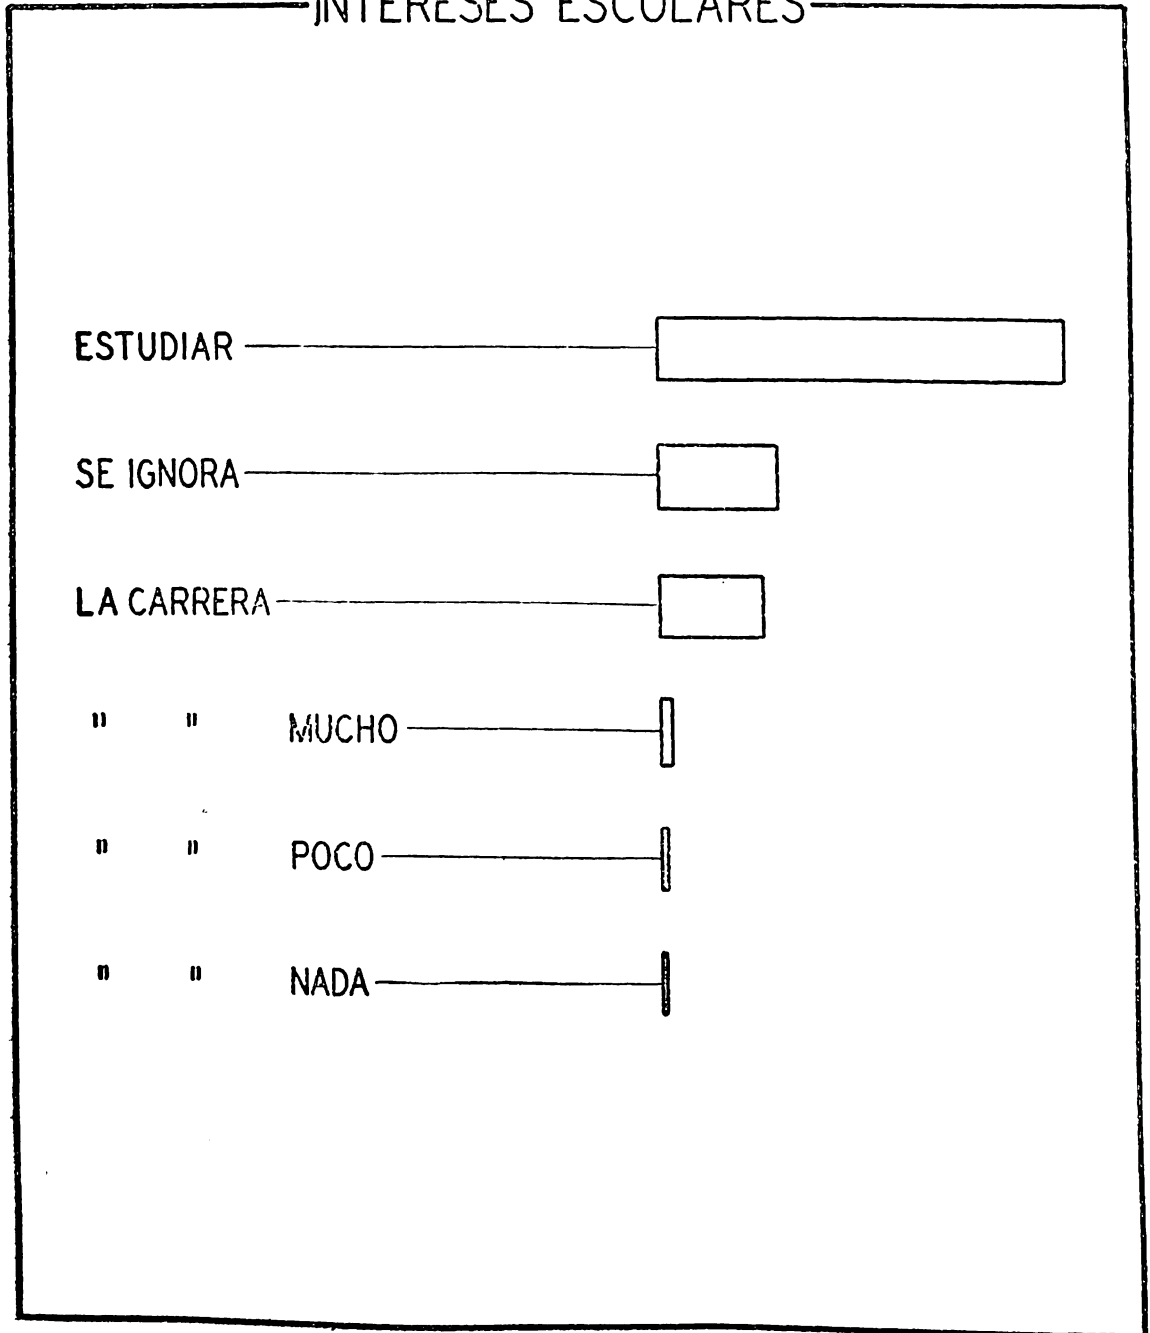 INTERESES ESCOLARES
ESTUDIAR
SE IGNORA
LA CARRERA
" " MUCHO
" " POCO
" " NADA